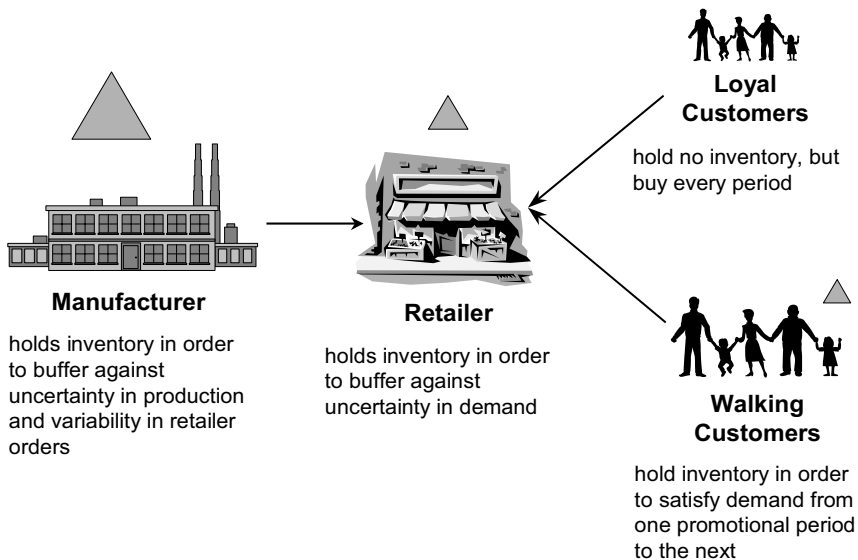 Manufacturer
holds inventory in order
to buffer against
uncertainty in production
and variability in retailer
orders
Retailer
holds inventory in order
to buffer against
uncertainty in demand
Loyal
Customers
hold no inventory, but
buy every period
Walking
Customers
hold inventory in order
to satisfy demand from
one promotional period
to the next